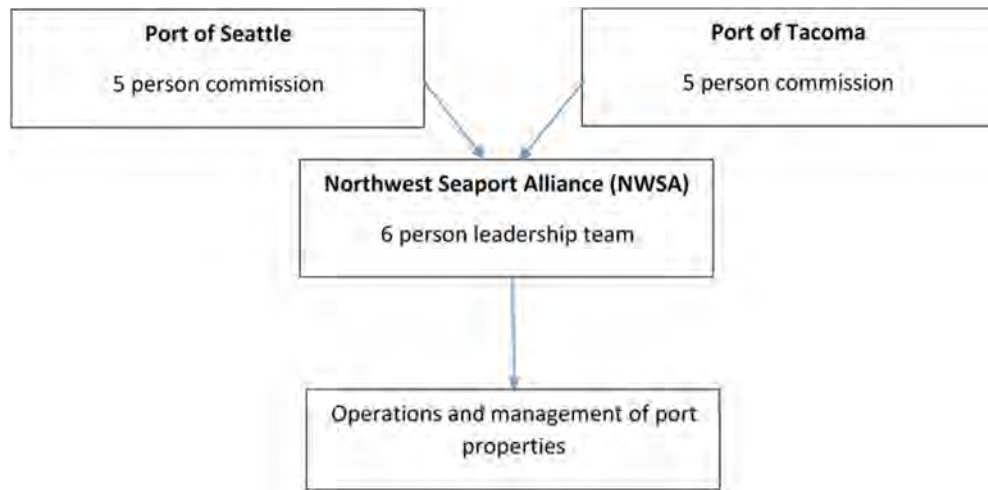 Port of Seattle
5 person commission
Port of Tacoma
5 person commission
Northwest Seaport Alliance (NWSA)
6 person leadership team
Operations and management of port
properties